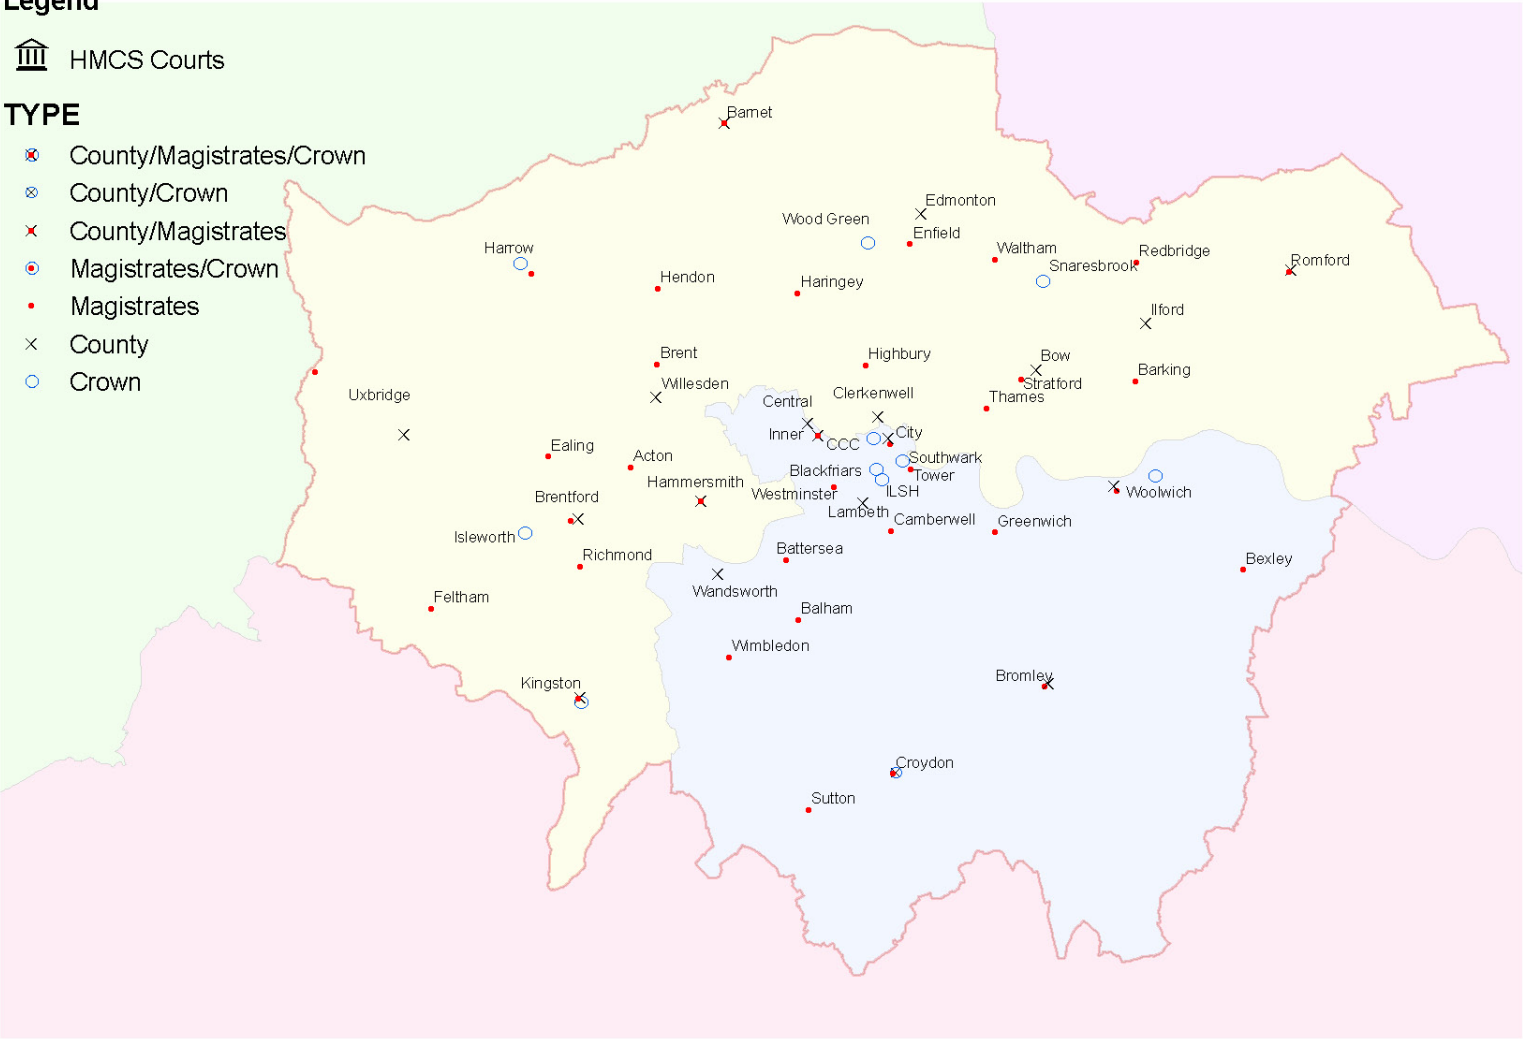 Legend
HMCS Courts
TYPE
County/Magistrates/Crown
County/Crown
County/Magistrates
Magistrates/Crown
Magistrates
County
Crown
Barnet
Edmonton
Wood Green
Enfield
Harrow
Waltham
Redbridge
Snaresbrook
Romford
Hendon
Haringey
Ilford
Brent
Highbury
Bow
Barking
Stratford
Willesden
Uxbridge
Central
Clerkenwell
Thames
Inner
CCC
City
Ealing
Acton
Southwark
Blackfriars
Tower
Hammersmith
Westminster
ILSH
Woolwich
Brentford
Lambeth
Camberwell
Greenwich
Isleworth
Richmond
Battersea
Bexley
Wandsworth
Feltham
Balham
Wimbledon
Kingston
Bromley
Croydon
Sutton